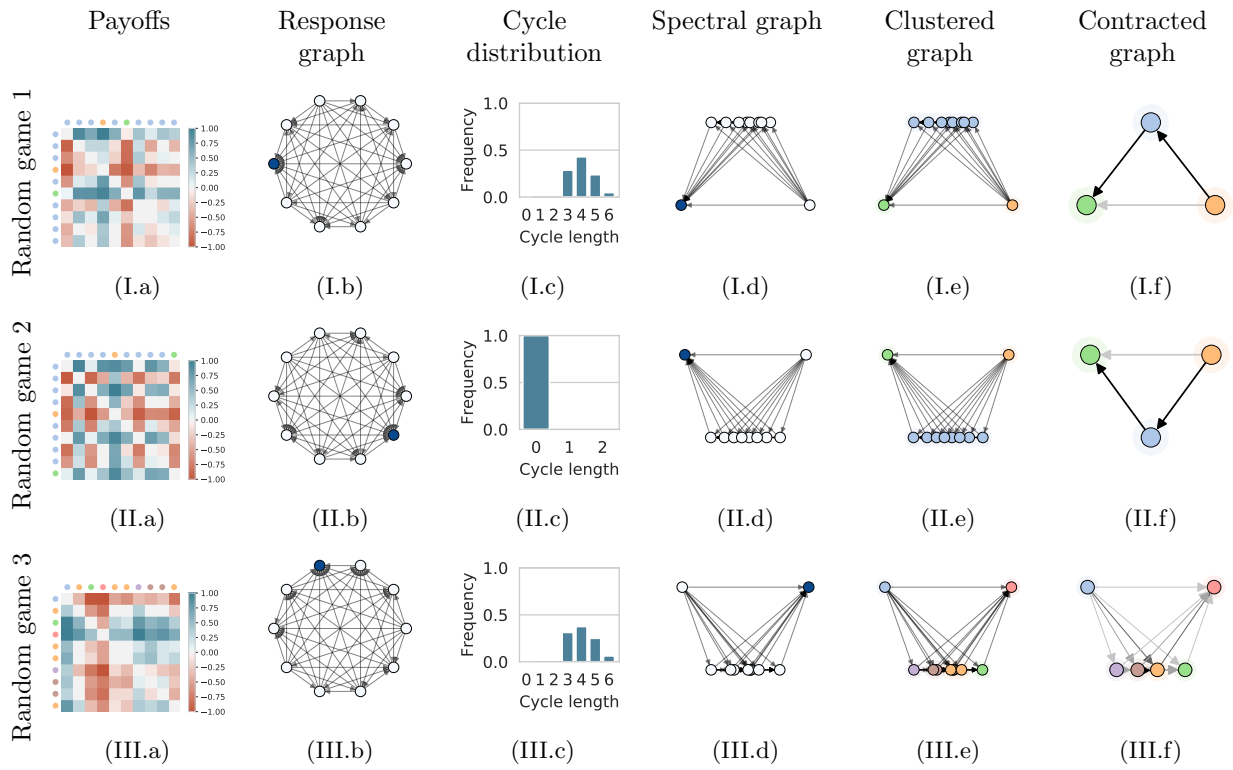 Payoffs
Response graph
Cycle distribution
Spectral graph
Clustered graph
Contracted graph
Random game 1
1.00
0.75
0.50
0.25
0.00
−0.25
−0.50
−0.75
−1.00
Frequency
1.0
0.5
0.0
0 1 2 3 4 5 6
Cycle length
(I.a)
(I.b)
(I.c)
(I.d)
(I.e)
(I.f)
Random game 2
1.00
0.75
0.50
0.25
0.00
−0.25
−0.50
−0.75
−1.00
Frequency
1.0
0.5
0.0
0 1 2
Cycle length
(II.a)
(II.b)
(II.c)
(II.d)
(II.e)
(II.f)
Random game 3
1.00
0.75
0.50
0.25
0.00
−0.25
−0.50
−0.75
−1.00
Frequency
1.0
0.5
0.0
0 1 2 3 4 5 6
Cycle length
(III.a)
(III.b)
(III.c)
(III.d)
(III.e)
(III.f)